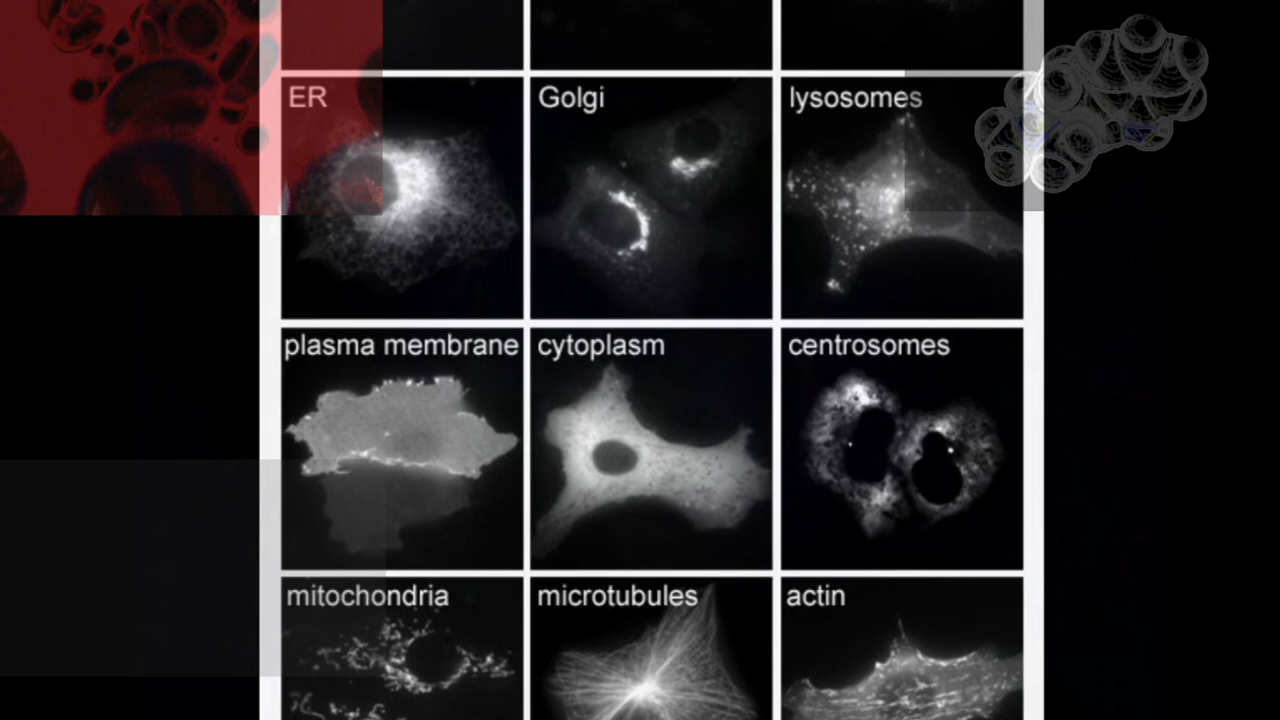 ER
Golgi
lysosomes
plasma membrane
cytoplasm
centrosomes
mitochondria
microtubules
actin